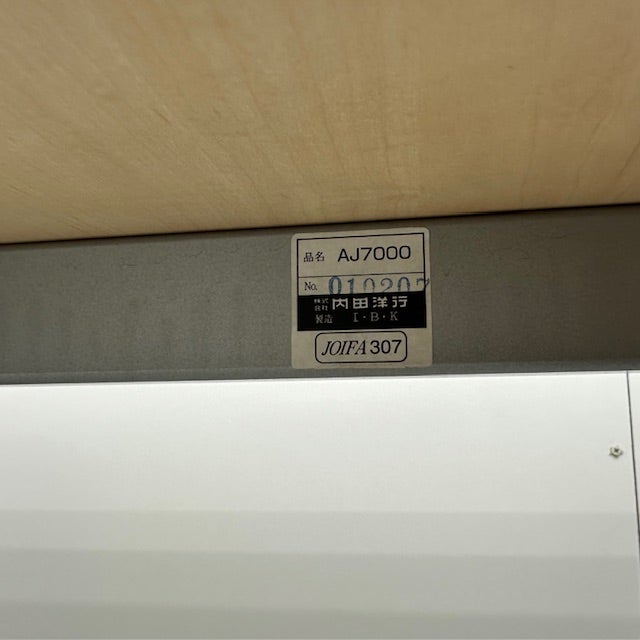 品名 AJ7000
No. 010207
株式会社 内田洋行
製造 I・B・K
JOIFA 307